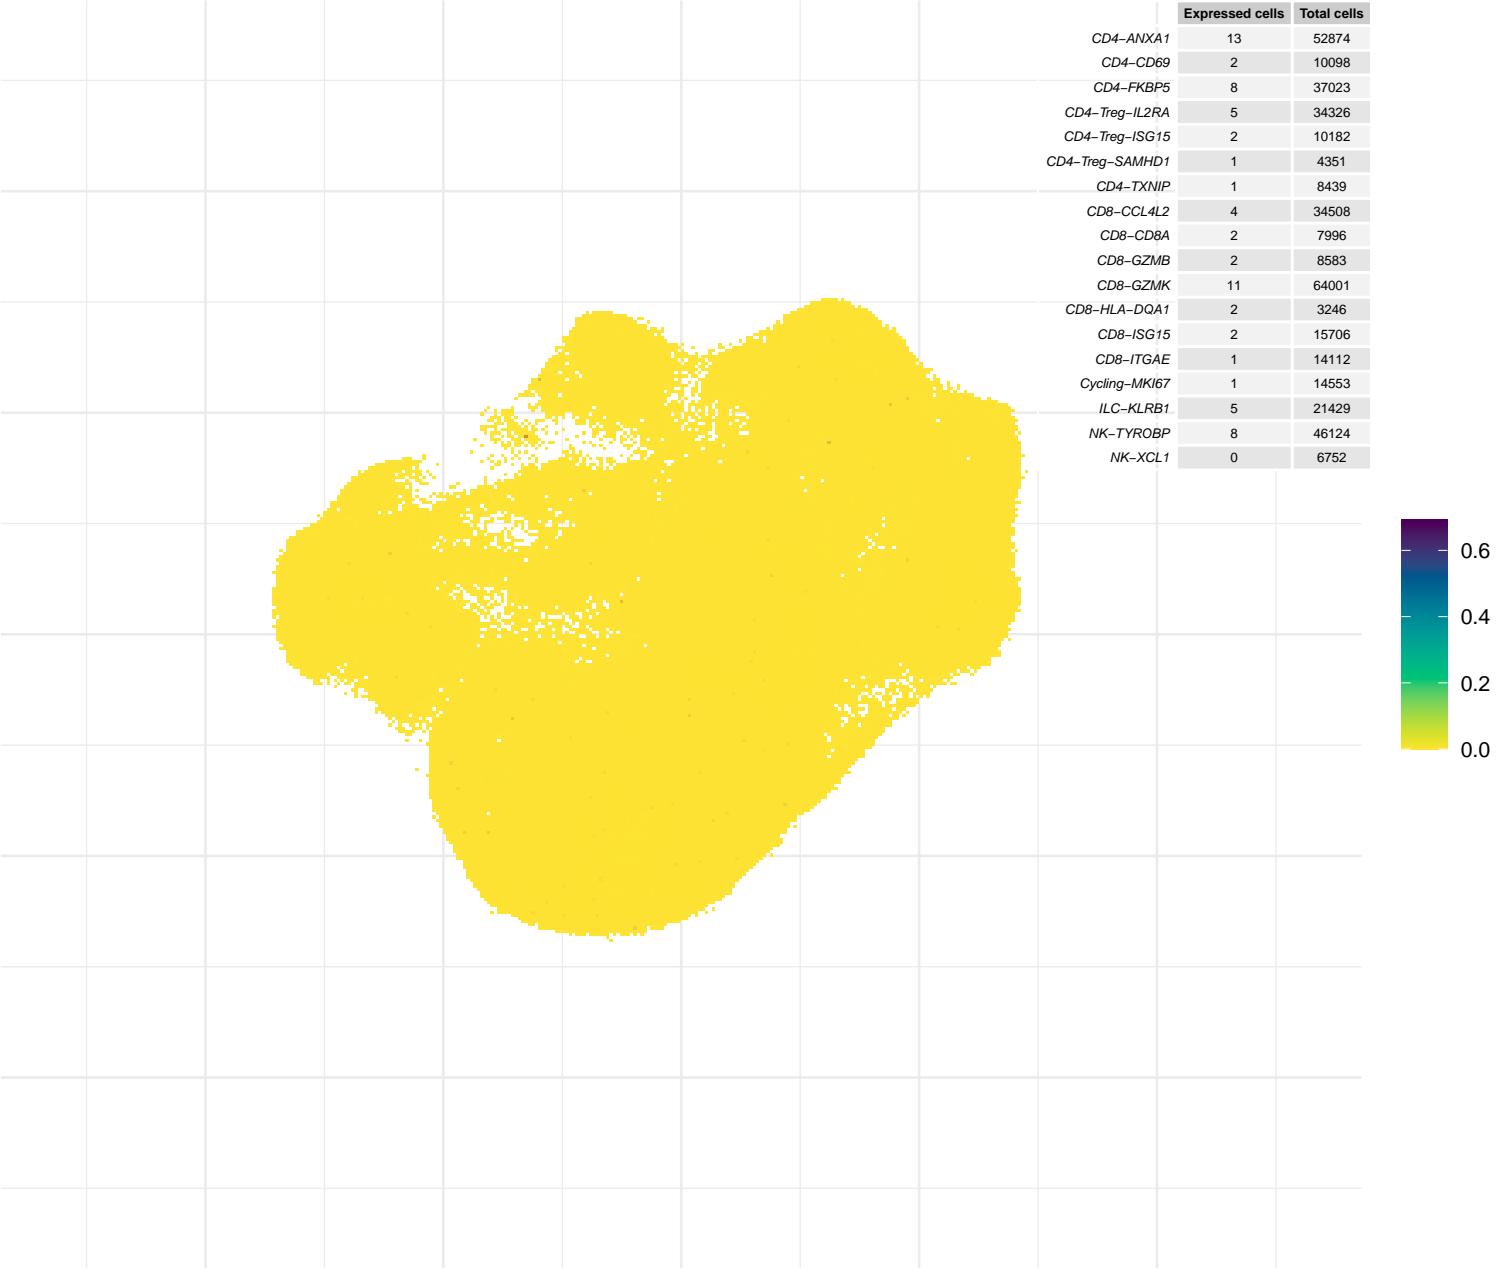 Expressed cells Total cells
CD4−ANXA1 13 52874
CD4−CD69 2 10098
CD4−FKBP5 8 37023
CD4−Treg−IL2RA 5 34326
CD4−Treg−ISG15 2 10182
CD4−Treg−SAMHD1 1 4351
CD4−TXNIP 1 8439
CD8−CCL4L2 4 34508
CD8−CD8A 2 7996
CD8−GZMB 2 8583
CD8−GZMK 11 64001
CD8−HLA−DQA1 2 3246
CD8−ISG15 2 15706
CD8−ITGAE 1 14112
Cycling−MKI67 1 14553
ILC−KLRB1 5 21429
NK−TYROBP 8 46124
NK−XCL1 0 6752
0.6
0.4
0.2
0.0